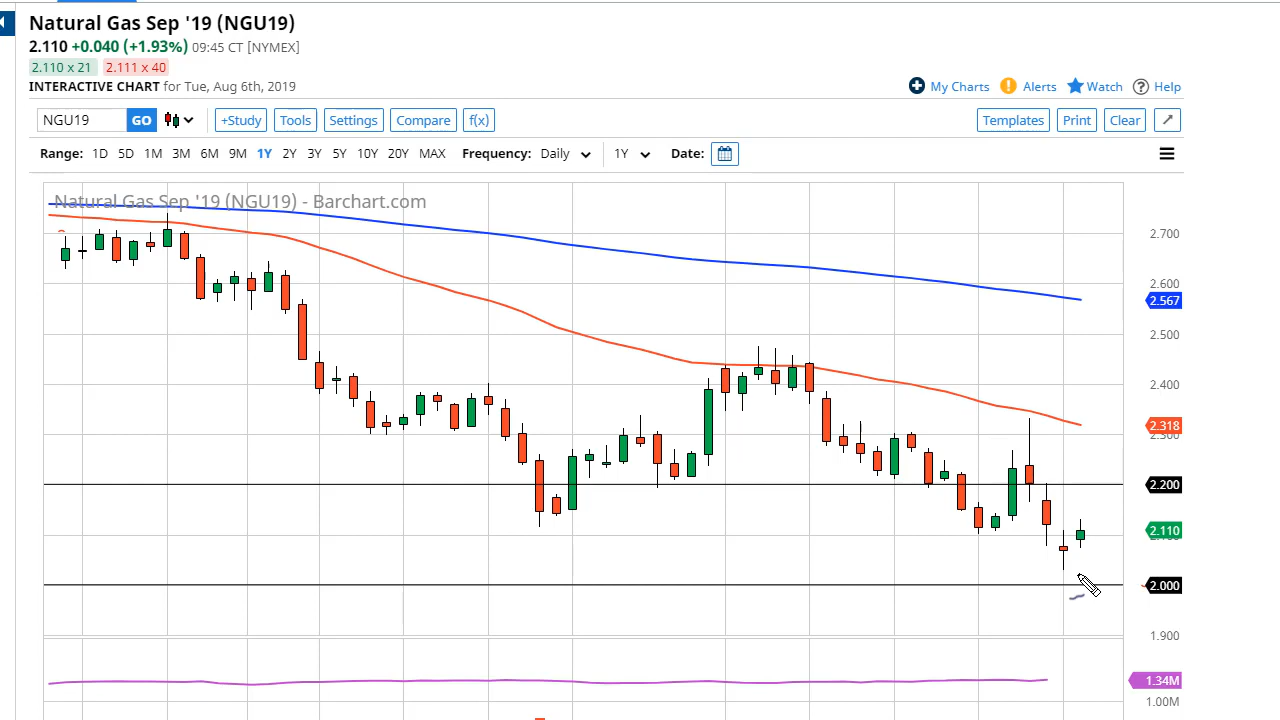 Natural Gas Sep '19 (NGU19)
2.110 +0.040 (+1.93%) 09:45 CT [NYMEX]
2.110 x 21 2.111 x 40
INTERACTIVE CHART for Tue, Aug 6th, 2019
My Charts Alerts Watch Help
NGU19 GO +Study Tools Settings Compare f(x) Templates Print Clear
Range: 1D 5D 1M 3M 6M 9M 1Y 2Y 3Y 5Y 10Y 20Y MAX Frequency: Daily 1Y Date:
Natural Gas Sep '19 (NGU19) - Barchart.com
2.700
2.600
2.567
2.500
2.400
2.318
2.300
2.200
2.110
2.100
2.000
1.900
1.34M
1.00M